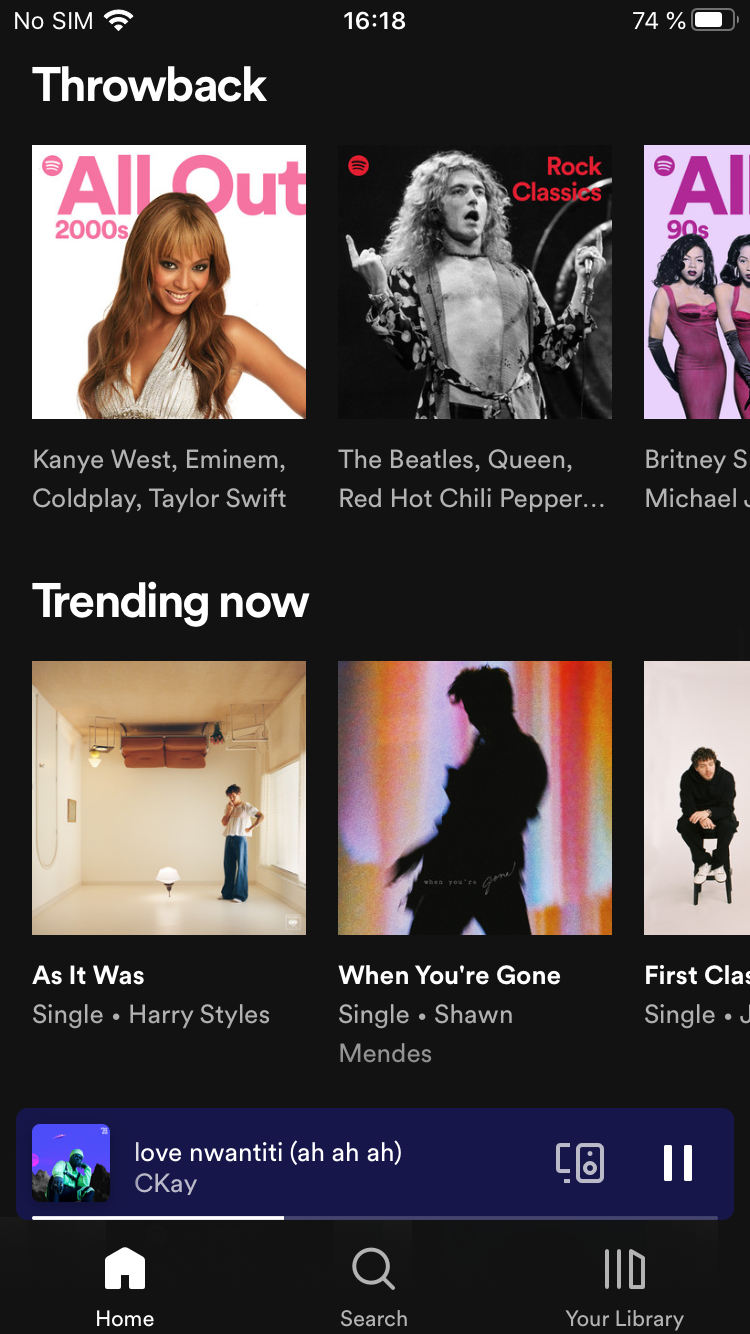 No SIM 16:18 74 %
Throwback
All Out
2000s
Rock
Classics
All
90s
Kanye West, Eminem,
Coldplay, Taylor Swift
The Beatles, Queen,
Red Hot Chili Pepper...
Britney S
Michael J
Trending now
when you're gone
As It Was
Single • Harry Styles
When You're Gone
Single • Shawn
Mendes
First Clas
Single • J
love nwantiti (ah ah ah)
CKay
Home
Search
Your Library